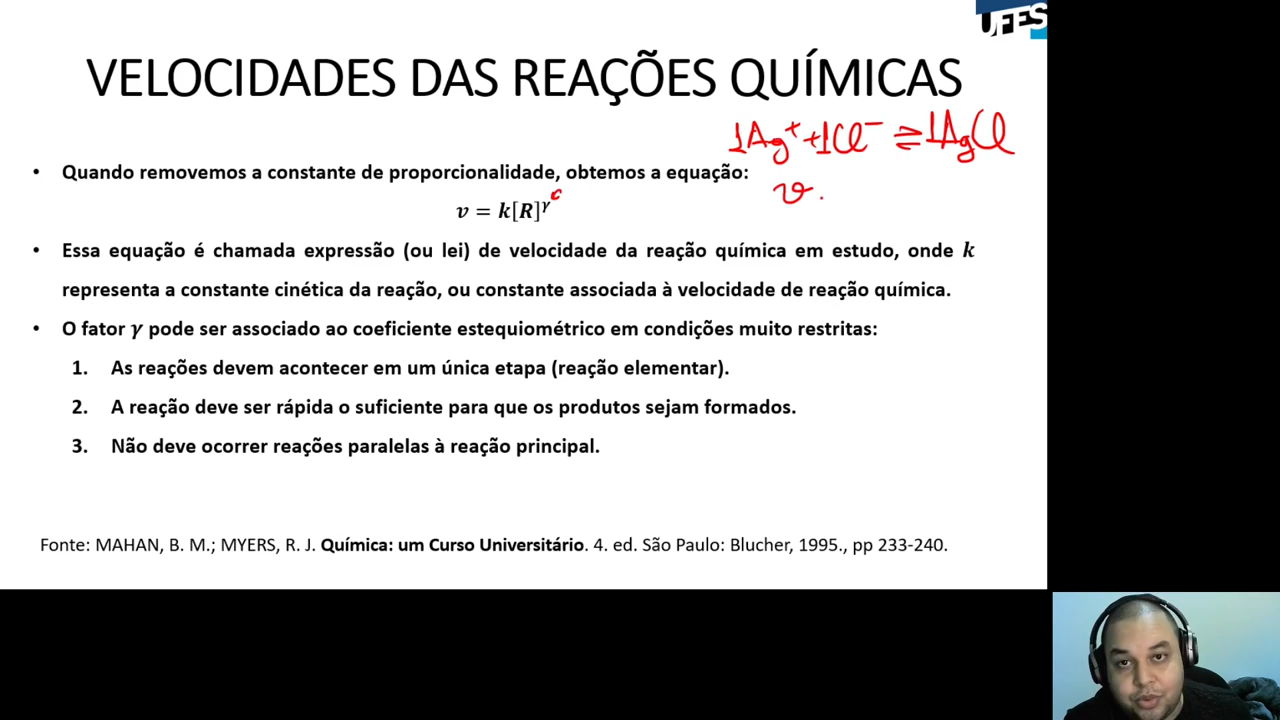 UFES
VELOCIDADES DAS REAÇÕES QUÍMICAS
1Ag⁺ + 1Cl⁻ ⇌ 1AgCl
• Quando removemos a constante de proporcionalidade, obtemos a equação:
v
v = k[R]^γ
• Essa equação é chamada expressão (ou lei) de velocidade da reação química em estudo, onde k
representa a constante cinética da reação, ou constante associada à velocidade de reação química.
• O fator γ pode ser associado ao coeficiente estequiométrico em condições muito restritas:
1. As reações devem acontecer em um única etapa (reação elementar).
2. A reação deve ser rápida o suficiente para que os produtos sejam formados.
3. Não deve ocorrer reações paralelas à reação principal.
Fonte: MAHAN, B. M.; MYERS, R. J. Química: um Curso Universitário. 4. ed. São Paulo: Blucher, 1995., pp 233-240.